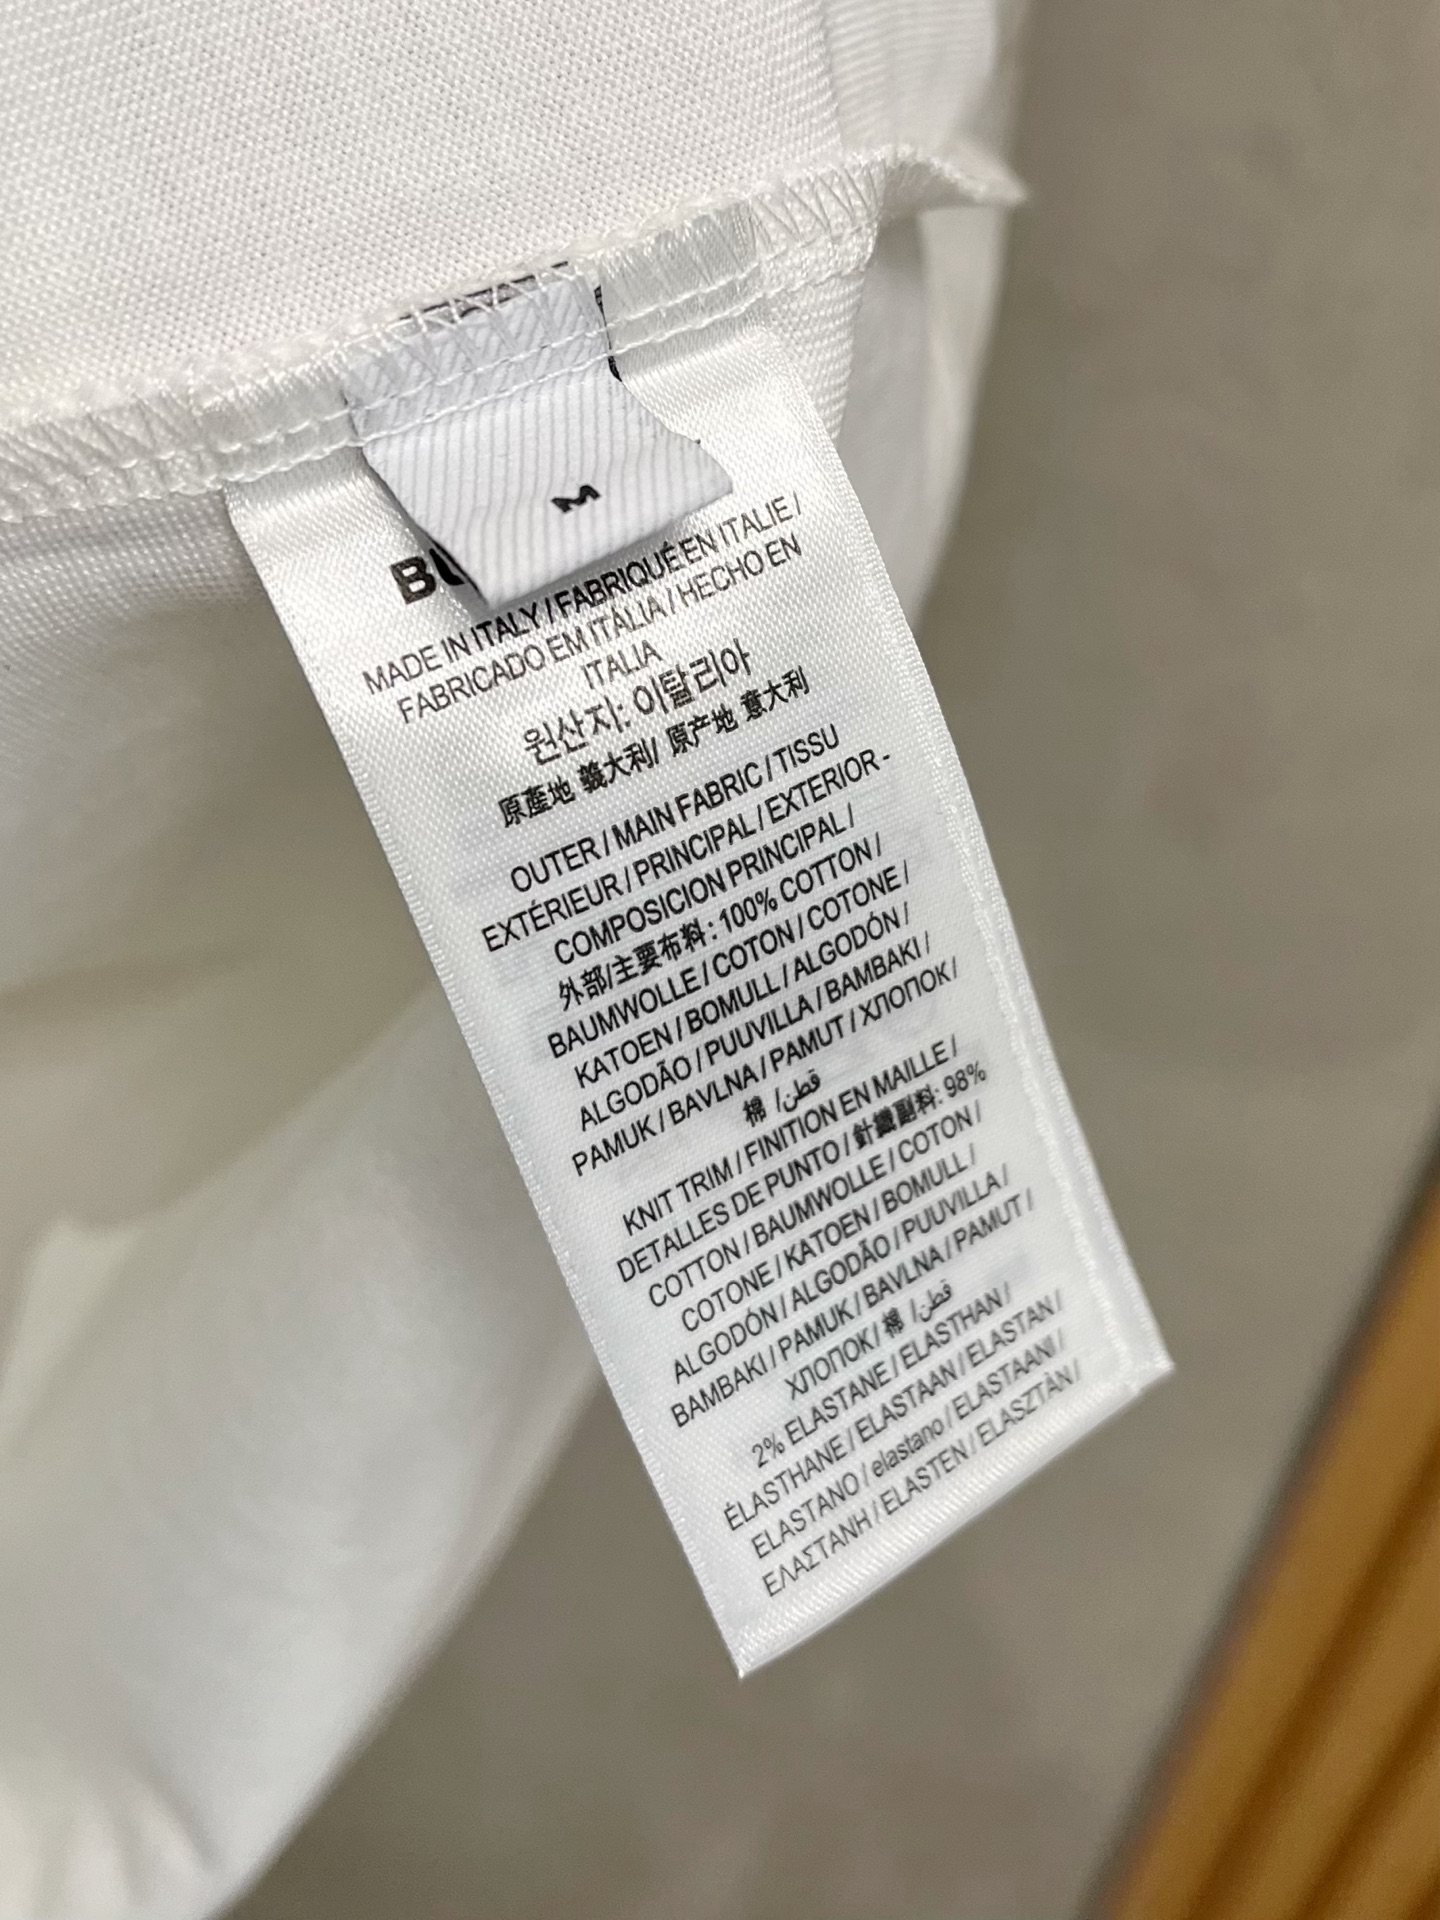 M
MADE IN ITALY / FABRIQUÉ EN ITALIE /
FABRICADO EM ITÁLIA / HECHO EN
ITALIA
원산지: 이탈리아
原產地 義大利/ 原产地 意大利
OUTER / MAIN FABRIC / TISSU
EXTÉRIEUR / PRINCIPAL / EXTERIOR -
COMPOSICION PRINCIPAL /
外部/主要布料: 100% COTTON /
BAUMWOLLE / COTON / COTONE /
KATOEN / BOMULL / ALGODÓN /
ALGODÃO / PUUVILLA / BAMBAKI /
PAMUK / BAVLNA / PAMUT / ХЛОПОК /
棉 /قطن
KNIT TRIM / FINITION EN MAILLE /
DETALLES DE PUNTO / 針織副料: 98%
COTTON / BAUMWOLLE / COTON /
COTONE / KATOEN / BOMULL /
ALGODÓN / ALGODÃO / PUUVILLA /
BAMBAKI / PAMUK / BAVLNA / PAMUT /
ХЛОПОК / 棉 /قطن
2% ELASTANE / ELASTHAN /
ÉLASTHANE / ELASTAAN / ELASTAN /
ELASTANO / elastano / ELASTAANI /
ΕΛΑΣΤΑΝΗ / ELASTEN / ELASZTÀN /